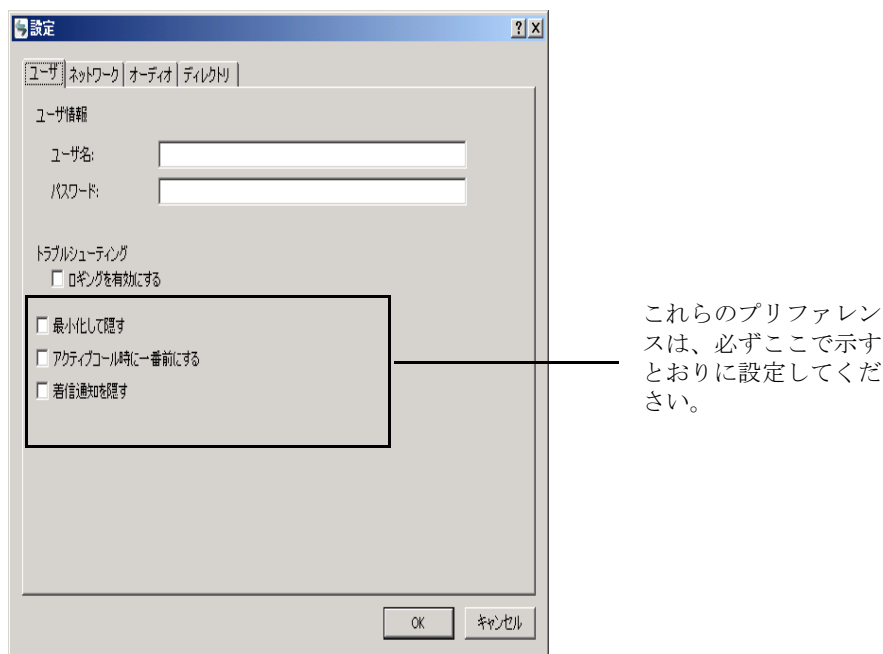 設定
ユーザ ネットワーク オーディオ ディレクトリ
ユーザ情報
ユーザ名:
パスワード:
トラブルシューティング
ロギングを有効にする
最小化して隠す
アクティブコール時に一番前にする
着信通知を隠す
これらのプリファレン
スは、必ずここで示す
とおりに設定してくだ
さい。
OK キャンセル